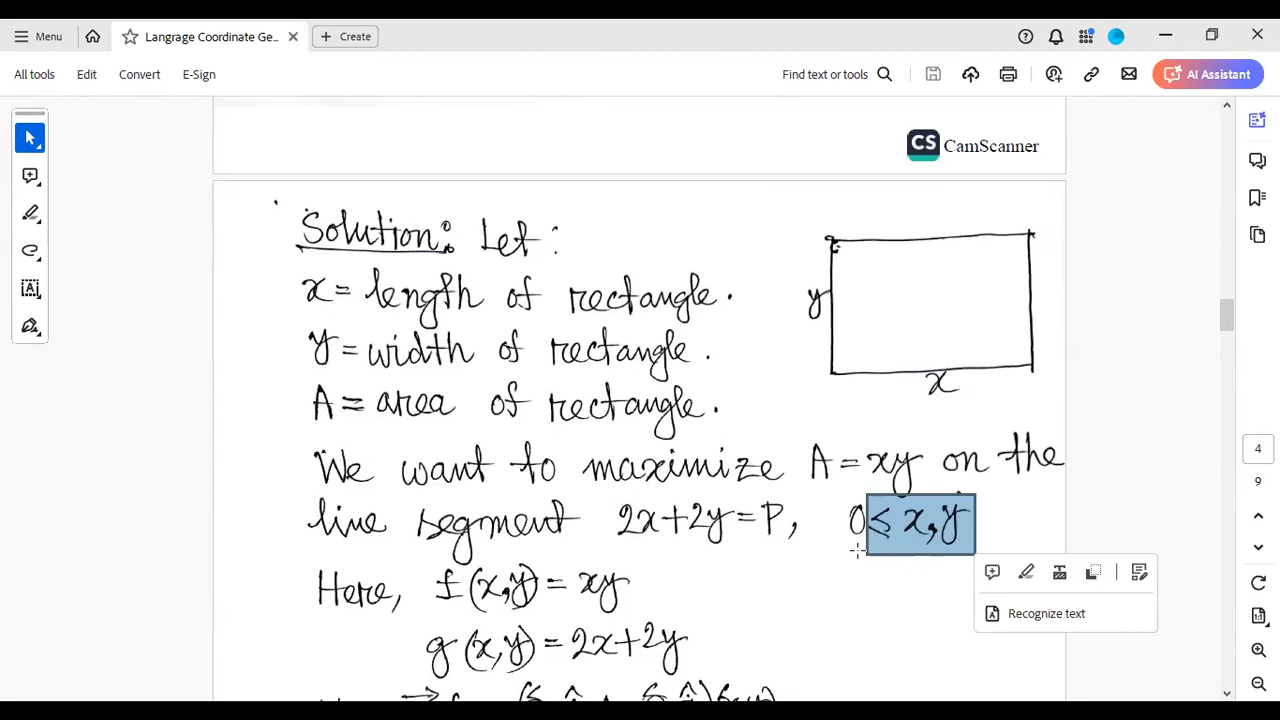 Menu
Langrage Coordinate Ge...
Create
All tools
Edit
Convert
E-Sign
Find text or tools
AI Assistant
CS CamScanner
Solution: Let :
x = length of rectangle.
y = width of rectangle.
A = area of rectangle.
y
x
We want to maximize A = xy on the
line segment 2x+2y=P, 0 ≤ x,y
Here, f(x,y) = xy
g(x,y) = 2x+2y
Recognize text
4
9